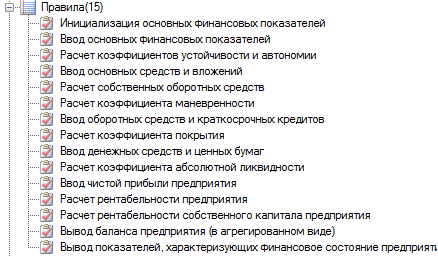 Правила(15)
Инициализация основных финансовых показателей
Ввод основных финансовых показателей
Расчет коэффициентов устойчивости и автономии
Ввод основных средств и вложений
Расчет собственных оборотных средств
Расчет коэффициента маневренности
Ввод оборотных средств и краткосрочных кредитов
Расчет коэффициента покрытия
Ввод денежных средств и ценных бумаг
Расчет коэффициента абсолютной ликвидности
Ввод чистой прибыли предприятия
Расчет рентабельности предприятия
Расчет рентабельности собственного капитала предприятия
Вывод баланса предприятия (в агрегированном виде)
Вывод показателей, характеризующих финансовое состояние предприяти